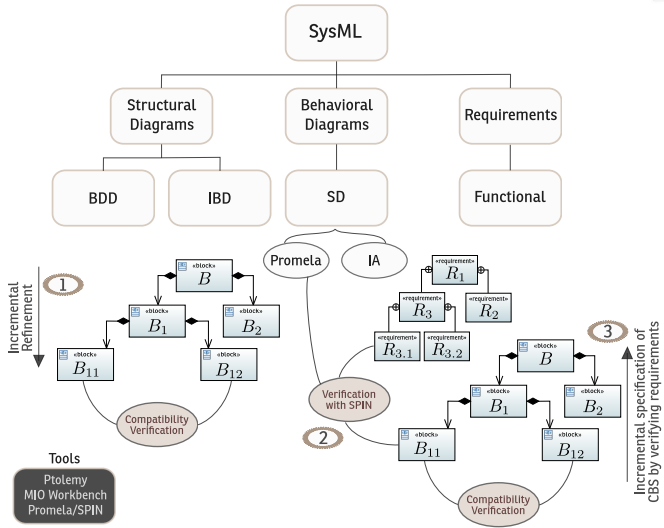 SysML
Structural
Diagrams
Behavioral
Diagrams
Requirements
BDD
IBD
SD
Functional
Promela
IA
Incremental
Refinement
1
«block»
B
«block»
B1
«block»
B2
«block»
B11
«block»
B12
Compatibility
Verification
«requirement»
R1
«requirement»
R3
«requirement»
R2
«requirement»
R3.1
«requirement»
R3.2
Verification
with SPIN
2
3
«block»
B
«block»
B1
«block»
B2
«block»
B11
«block»
B12
Compatibility
Verification
Incremental specification of
CBS by verifying requirements
Tools
Ptolemy
MIO Workbench
Promela/SPIN